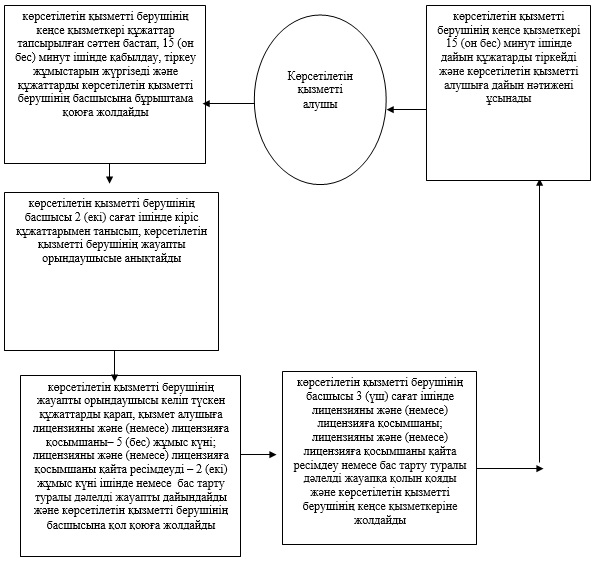 көрсетілетін қызметті берушінің
кеңсе қызметкері құжаттар
тапсырылған сәттен бастап, 15 (он
бес) минут ішінде қабылдау, тіркеу
жұмыстарын жүргізеді және
құжаттарды көрсетілетін қызметті
берушінің басшысына бұрыштама
қоюға жолдайды
Көрсетілетін
қызметті
алушы
көрсетілетін қызметті
берушінің кеңсе қызметкері
15 (он бес) минут ішінде
дайын құжатарды тіркейді
және көрсетілетін қызметті
алушыға дайын нәтижені
ұсынады
көрсетілетін қызметті берушінің
басшысы 2 (екі) сағат ішінде кіріс
құжаттарымен танысып, көрсетілетін
қызметті берушінің жауапты
орындаушысые анықтайды
көрсетілетін қызметті берушінің
жауапты орындаушысы келіп түскен
құжаттарды қарап, қызмет алушыға
лицензияны және (немесе) лицензияға
қосымшаны– 5 (бес) жұмыс күні;
лицензияны және (немесе) лицензияға
қосымшаны қайта ресімдеуді – 2 (екі)
жұмыс күні ішінде немесе бас тарту
туралы дәлелді жауапты дайындайды
және көрсетілетін қызметті берушінің
басшысына қол қоюға жолдайды
көрсетілетін қызметті берушінің
басшысы 3 (үш) сағат ішінде
лицензияны және (немесе)
лицензияға қосымшаны;
лицензияны және (немесе)
лицензияға қосымшаны қайта
ресімдеу немесе бас тарту туралы
дәлелді жауапқа қолын қояды
және көрсетілетін қызметті
берушінің кеңсе қызметкеріне
жолдайды